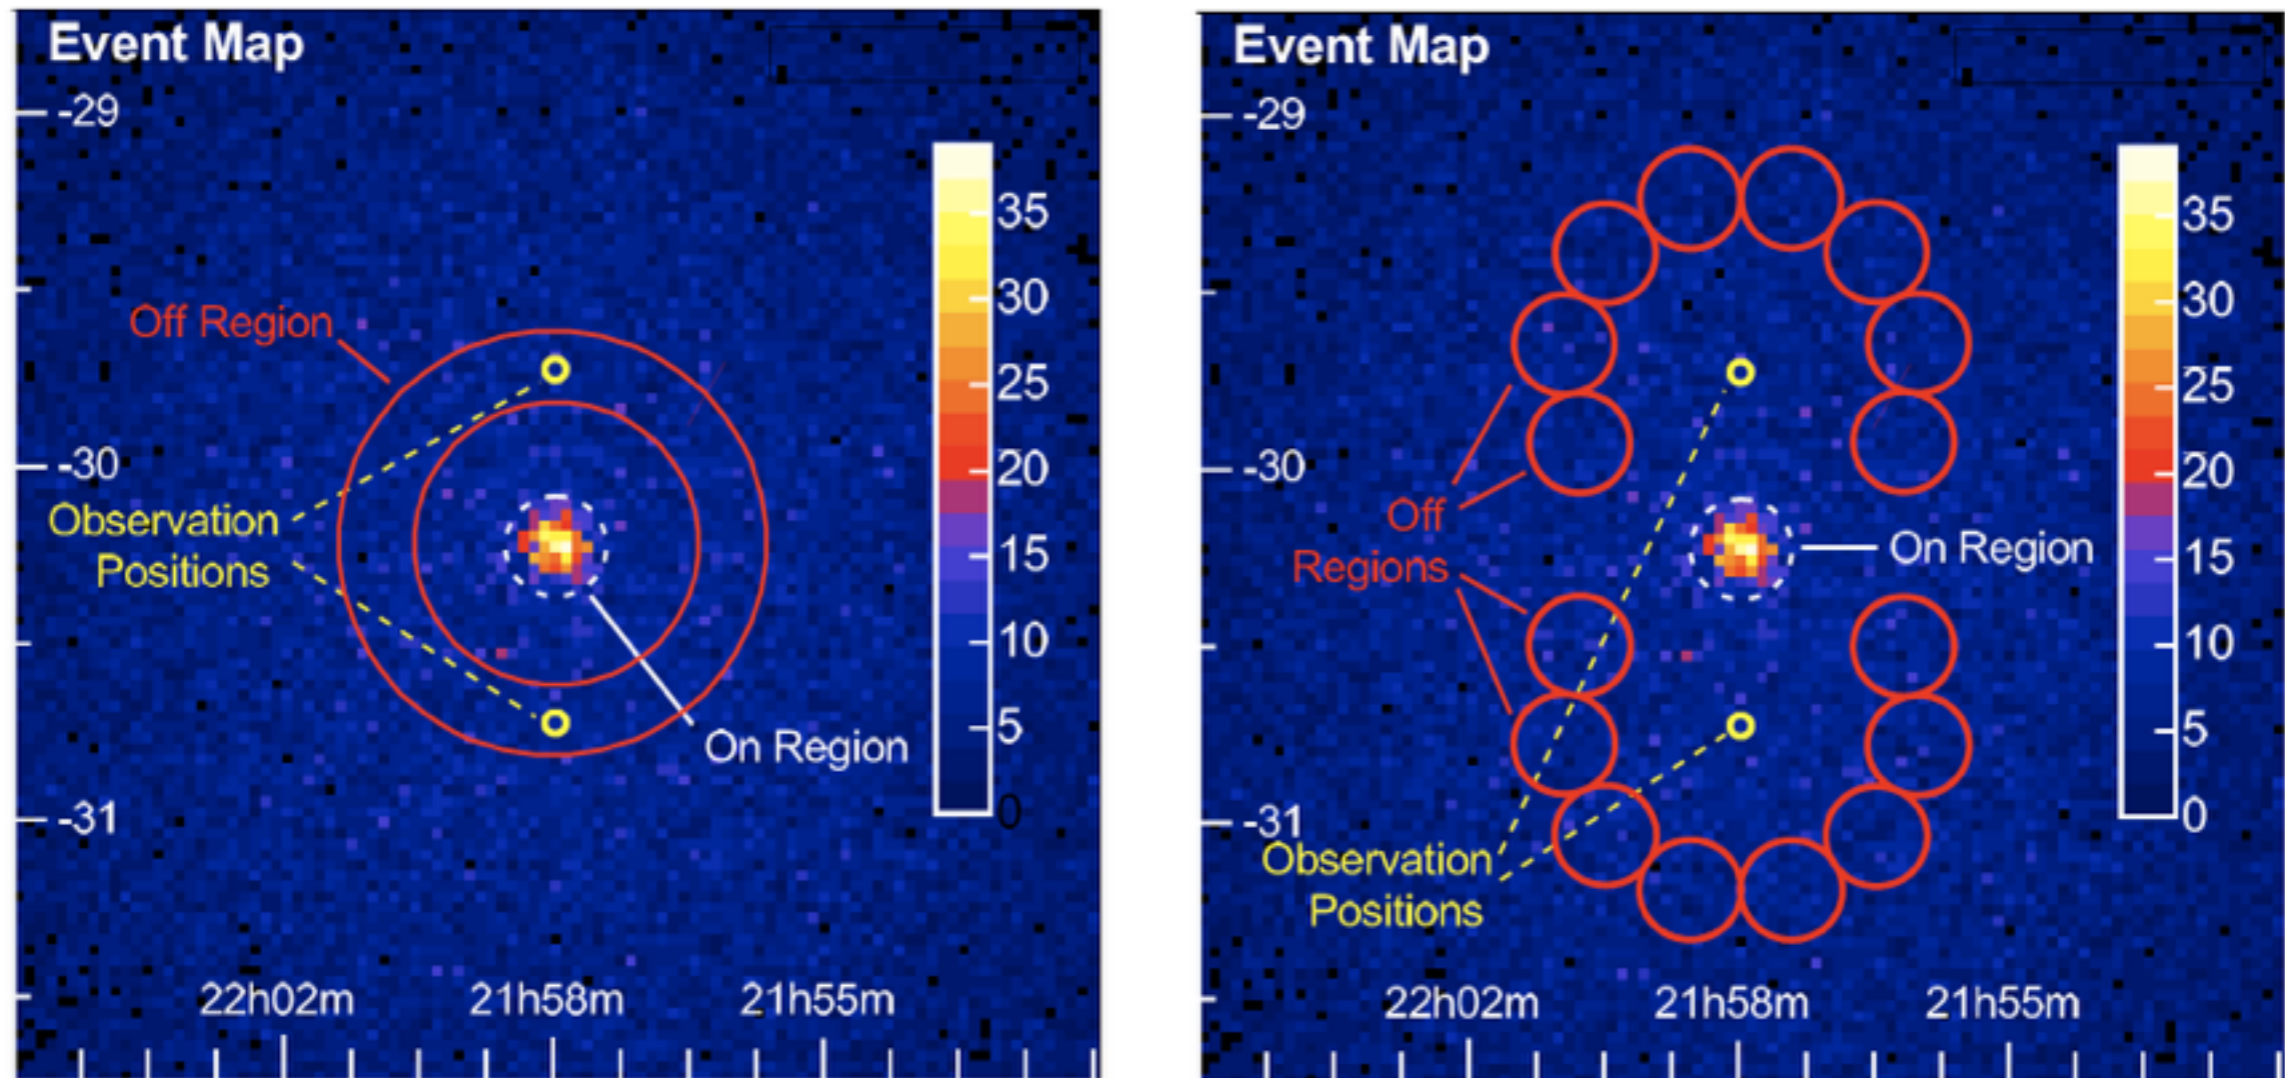 Event Map
-29
35
Off Region
30
25
-30
20
Observation
Positions
15
10
On Region
5
-31
0
22h02m 21h58m 21h55m
Event Map
-29
35
30
25
-30
20
Off
Regions
On Region
15
10
5
-31
0
Observation
Positions
22h02m 21h58m 21h55m